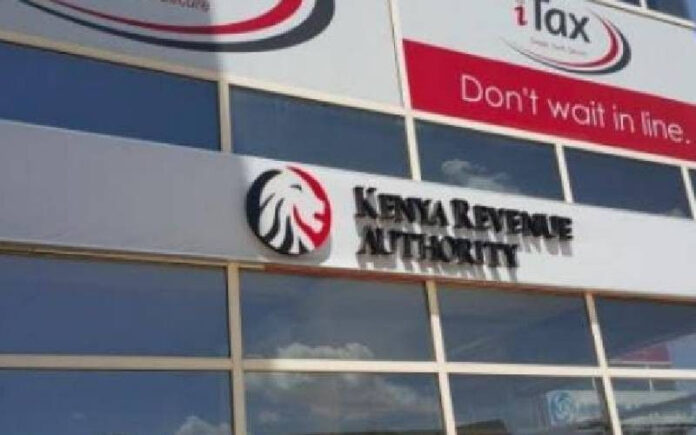 iTax
Don't wait in line.
KENYA REVENUE
AUTHORITY